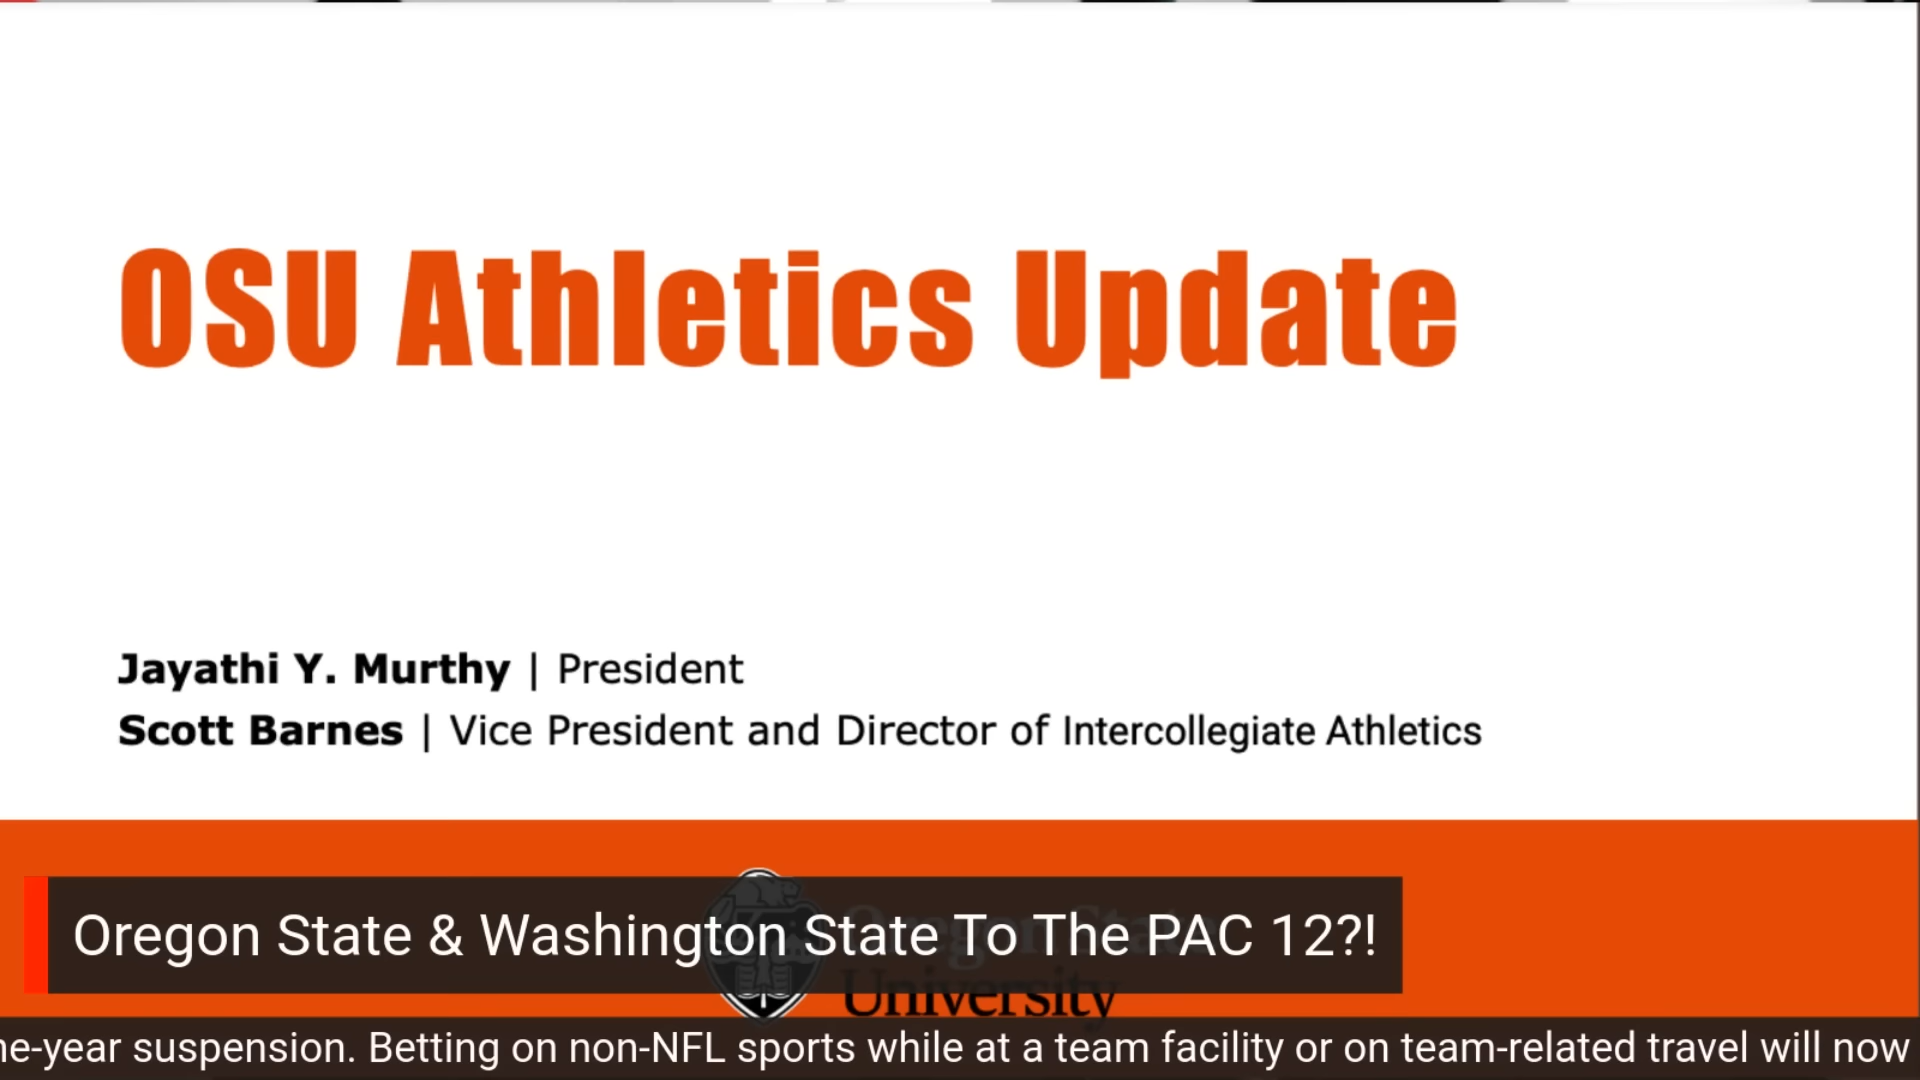 OSU Athletics Update
Jayathi Y. Murthy | President
Scott Barnes | Vice President and Director of Intercollegiate Athletics
Oregon State & Washington State To The PAC 12?!
Oregon State
University
ne-year suspension. Betting on non-NFL sports while at a team facility or on team-related travel will now